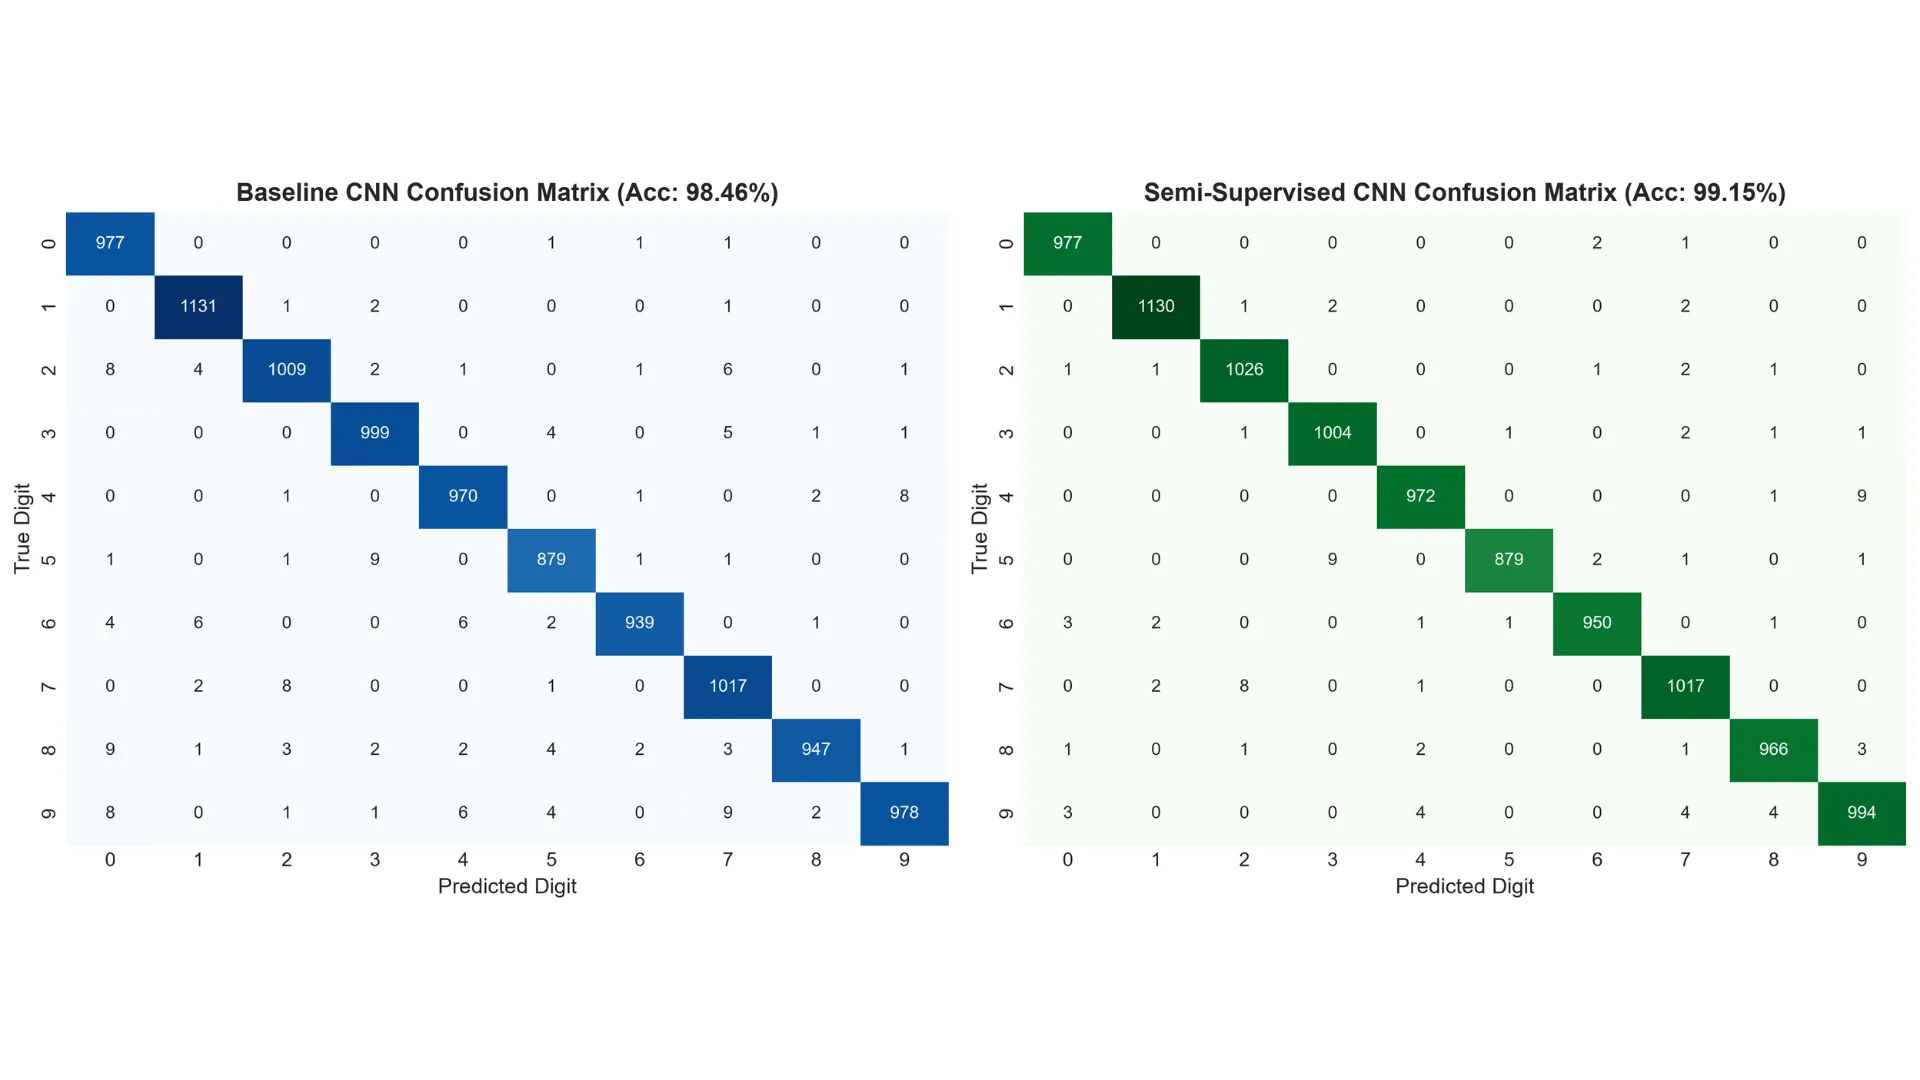 Baseline CNN Confusion Matrix (Acc: 98.46%)
True Digit
0 977 0 0 0 0 1 1 1 0 0
1 0 1131 1 2 0 0 0 1 0 0
2 8 4 1009 2 1 0 1 6 0 1
3 0 0 0 999 0 4 0 5 1 1
4 0 0 1 0 970 0 1 0 2 8
5 1 0 1 9 0 879 1 1 0 0
6 4 6 0 0 6 2 939 0 1 0
7 0 2 8 0 0 1 0 1017 0 0
8 9 1 3 2 2 4 2 3 947 1
9 8 0 1 1 6 4 0 9 2 978
0 1 2 3 4 5 6 7 8 9
Predicted Digit
Semi-Supervised CNN Confusion Matrix (Acc: 99.15%)
True Digit
0 977 0 0 0 0 0 2 1 0 0
1 0 1130 1 2 0 0 0 2 0 0
2 1 1 1026 0 0 0 1 2 1 0
3 0 0 1 1004 0 1 0 2 1 1
4 0 0 0 0 972 0 0 0 1 9
5 0 0 0 9 0 879 2 1 0 1
6 3 2 0 0 1 1 950 0 1 0
7 0 2 8 0 1 0 0 1017 0 0
8 1 0 1 0 2 0 0 1 966 3
9 3 0 0 0 4 0 0 4 4 994
0 1 2 3 4 5 6 7 8 9
Predicted Digit